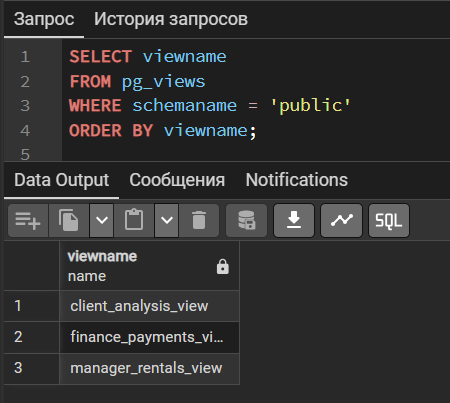 Запрос История запросов
1 SELECT viewname
2 FROM pg_views
3 WHERE schemaname = 'public'
4 ORDER BY viewname;
5
Data Output Сообщения Notifications
SQL
viewname
name
1 client_analysis_view
2 finance_payments_vi...
3 manager_rentals_view